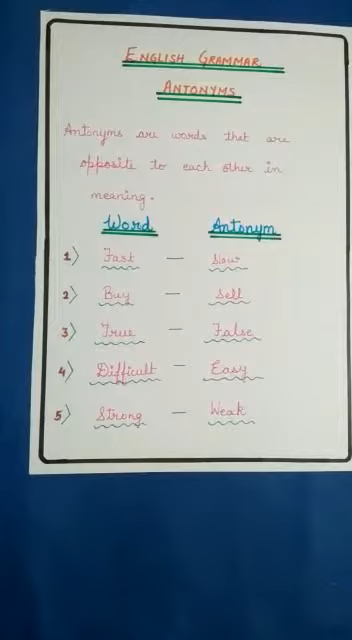 ENGLISH GRAMMAR
ANTONYMS
Antonyms are words that are
opposite to each other in
meaning.
Word Antonym
1) Fast — Slow
2) Buy — Sell
3) True — False
4) Difficult — Easy
5) Strong — Weak